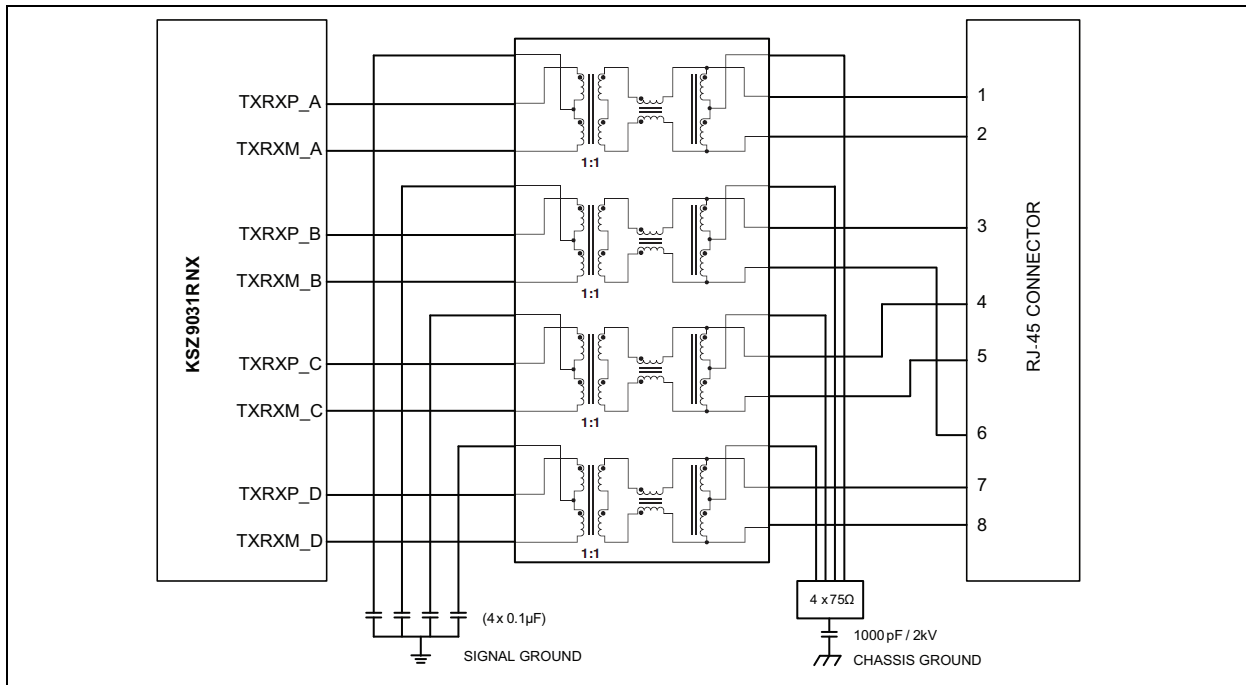 KSZ9031RNX
TXRXP_A
TXRXM_A
TXRXP_B
TXRXM_B
TXRXP_C
TXRXM_C
TXRXP_D
TXRXM_D
1:1
1:1
1:1
1:1
1
2
3
4
5
6
7
8
RJ-45 CONNECTOR
(4 x 0.1µF)
SIGNAL GROUND
4 x 75Ω
1000 pF / 2kV
CHASSIS GROUND